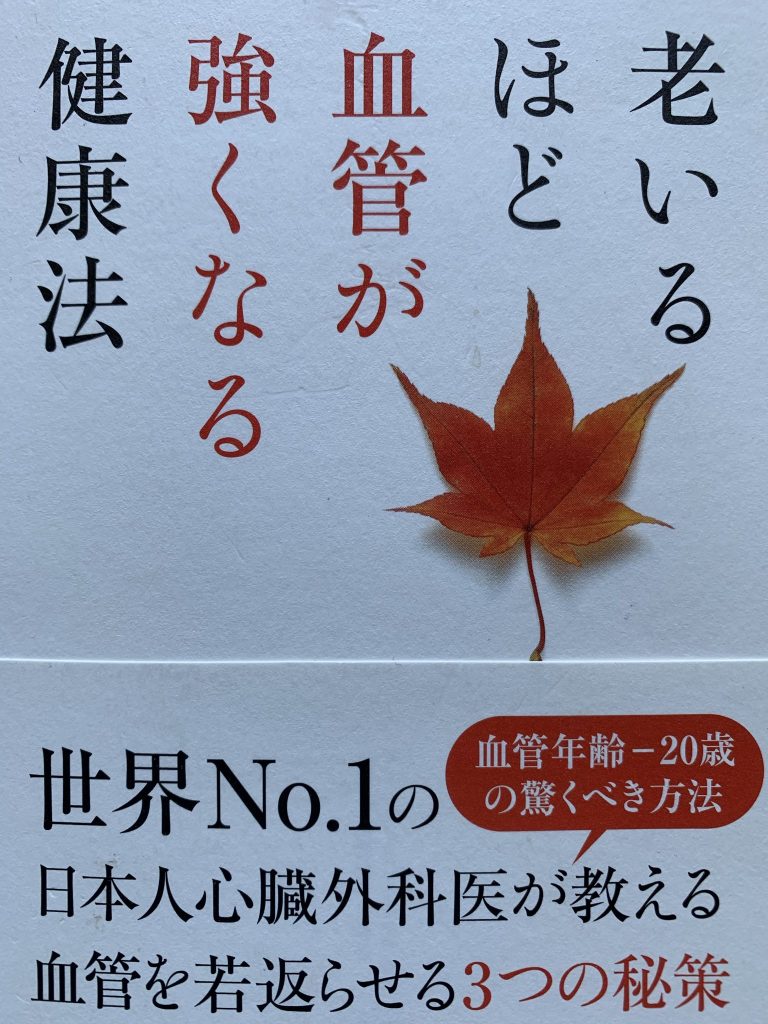 老いる
ほど
血管が
強くなる
健康法
血管年齢－20歳
の驚くべき方法
世界No.1の
日本人心臓外科医が教える
血管を若返らせる3つの秘策